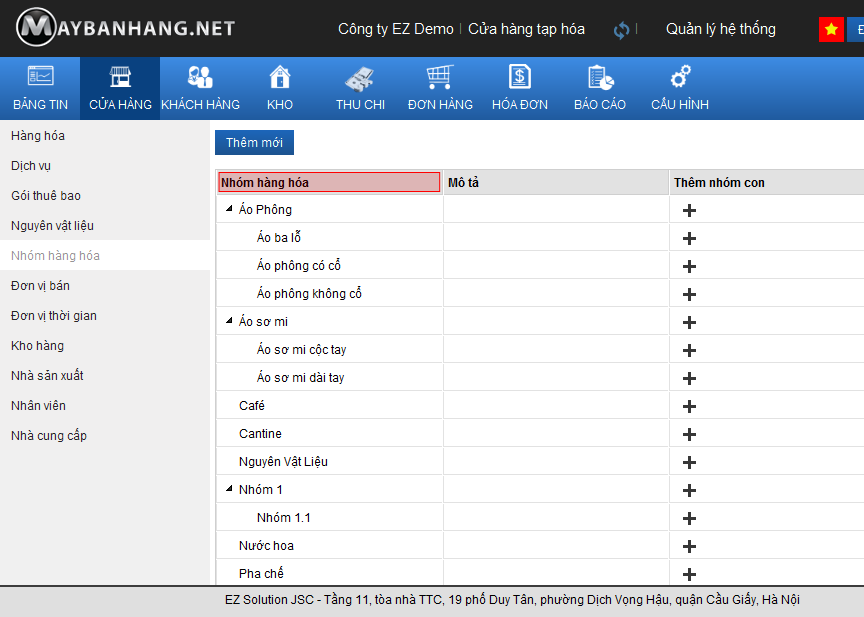 MAYBANHANG.NET
Công ty EZ Demo | Cửa hàng tạp hóa | Quản lý hệ thống
BẢNG TIN CỬA HÀNG KHÁCH HÀNG KHO THU CHI ĐƠN HÀNG HÓA ĐƠN BÁO CÁO CẤU HÌNH
Hàng hóa
Dịch vụ
Gói thuê bao
Nguyên vật liệu
Nhóm hàng hóa
Đơn vị bán
Đơn vị thời gian
Kho hàng
Nhà sản xuất
Nhân viên
Nhà cung cấp
Thêm mới
Nhóm hàng hóa Mô tả Thêm nhóm con
Áo Phông
Áo ba lỗ
Áo phông có cổ
Áo phông không cổ
Áo sơ mi
Áo sơ mi cộc tay
Áo sơ mi dài tay
Café
Cantine
Nguyên Vật Liệu
Nhóm 1
Nhóm 1.1
Nước hoa
Pha chế
EZ Solution JSC - Tầng 11, tòa nhà TTC, 19 phố Duy Tân, phường Dịch Vọng Hậu, quận Cầu Giấy, Hà Nội